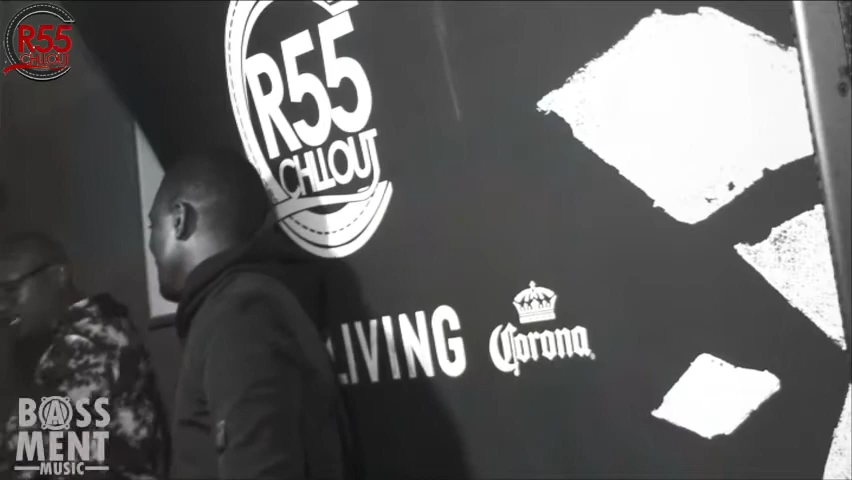 R55
CHILLOUT
R55
CHILLOUT
LIVING
Corona
BASS
MENT
MUSIC